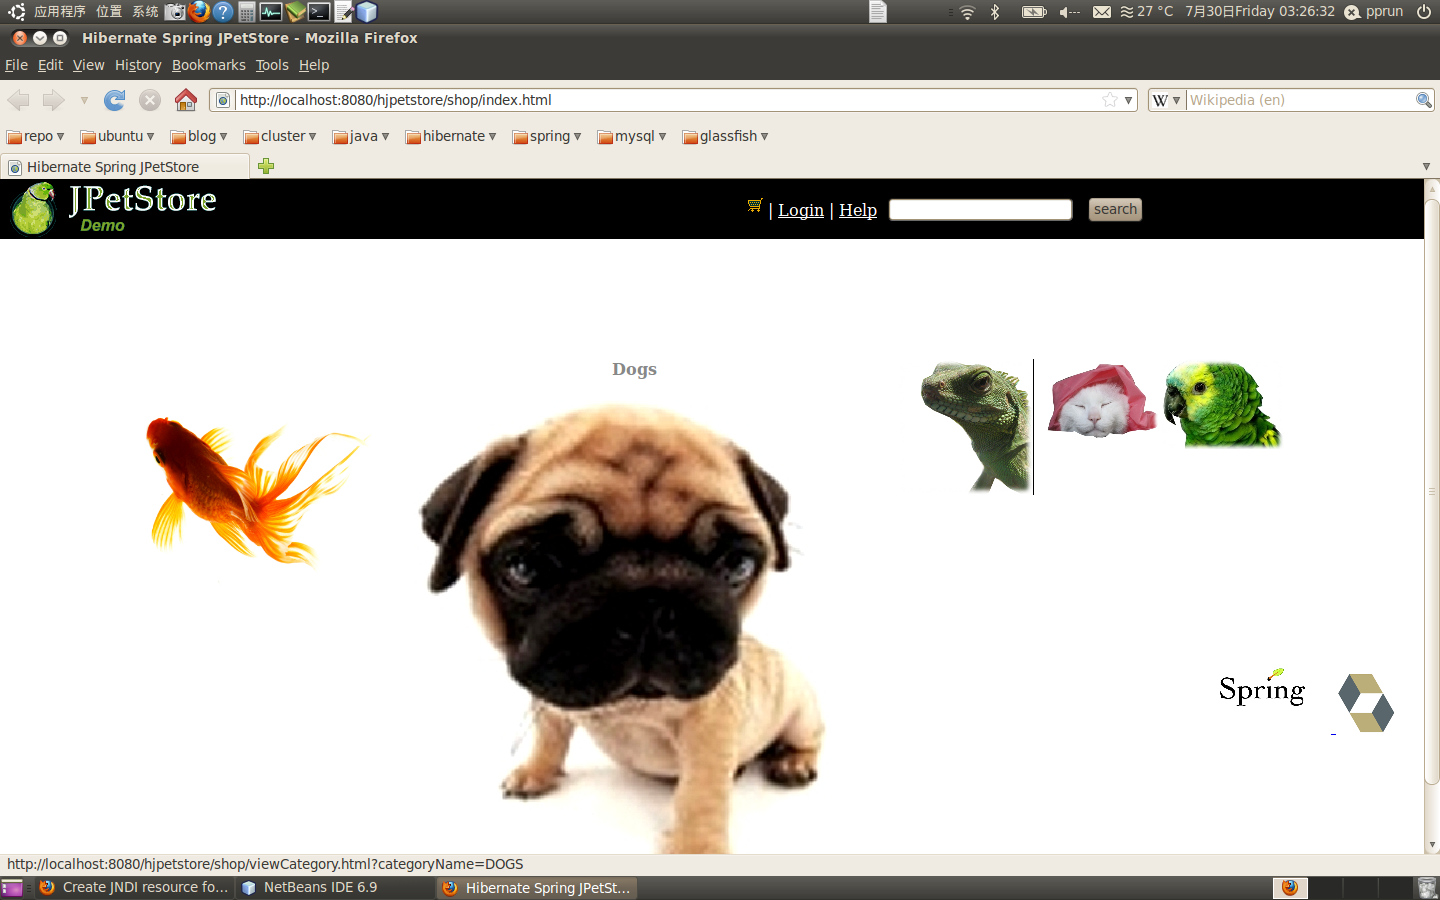 应用程序 位置 系统 27 °C 7月30日Friday 03:26:32 pprun
Hibernate Spring JPetStore - Mozilla Firefox
File Edit View History Bookmarks Tools Help
http://localhost:8080/hjpetstore/shop/index.html W Wikipedia (en)
repo ubuntu blog cluster java hibernate spring mysql glassfish
Hibernate Spring JPetStore
JPetStore
Demo
| Login | Help search
Dogs
Spring
http://localhost:8080/hjpetstore/shop/viewCategory.html?categoryName=DOGS
Create JNDI resource fo... NetBeans IDE 6.9 Hibernate Spring JPetSt...